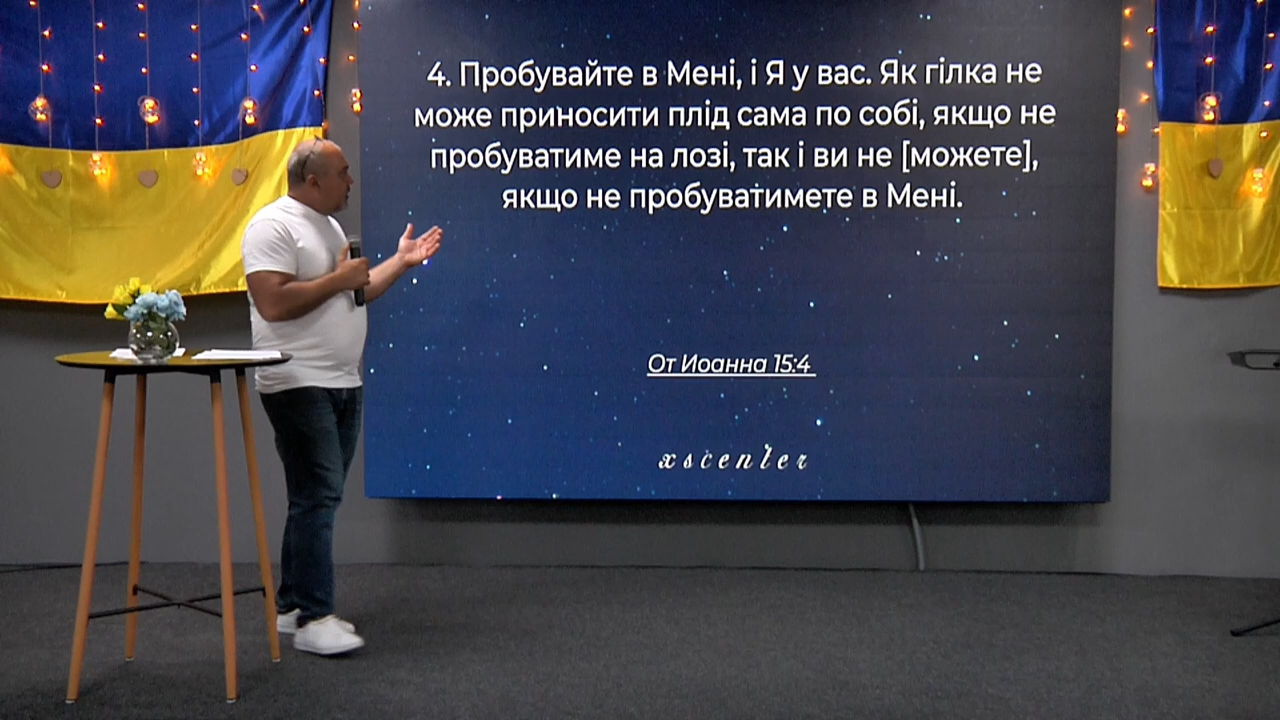 4. Пробувайте в Мені, і Я у вас. Як гілка не
може приносити плід сама по собі, якщо не
пробуватиме на лозі, так і ви не [можете],
якщо не пробуватимете в Мені.
От Иоанна 15:4
xscenter